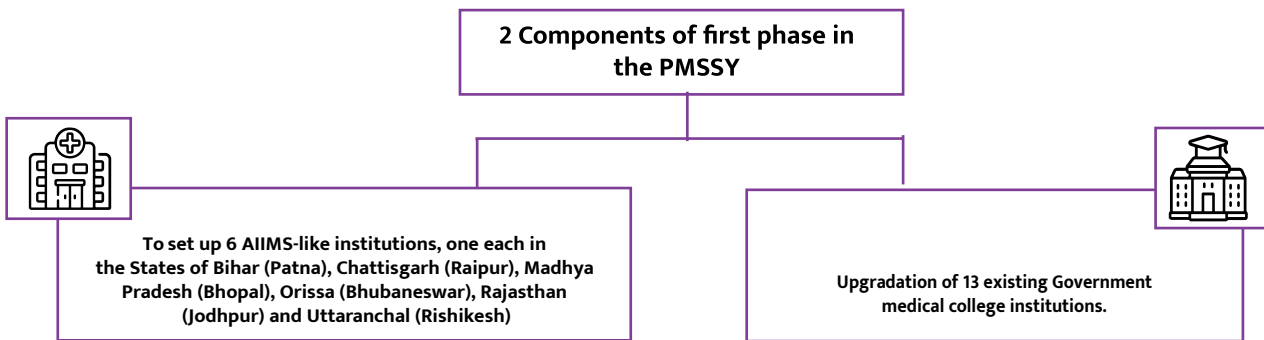 2 Components of first phase in
the PMSSY
To set up 6 AIIMS-like institutions, one each in
the States of Bihar (Patna), Chattisgarh (Raipur), Madhya
Pradesh (Bhopal), Orissa (Bhubaneswar), Rajasthan
(Jodhpur) and Uttaranchal (Rishikesh)
Upgradation of 13 existing Government
medical college institutions.